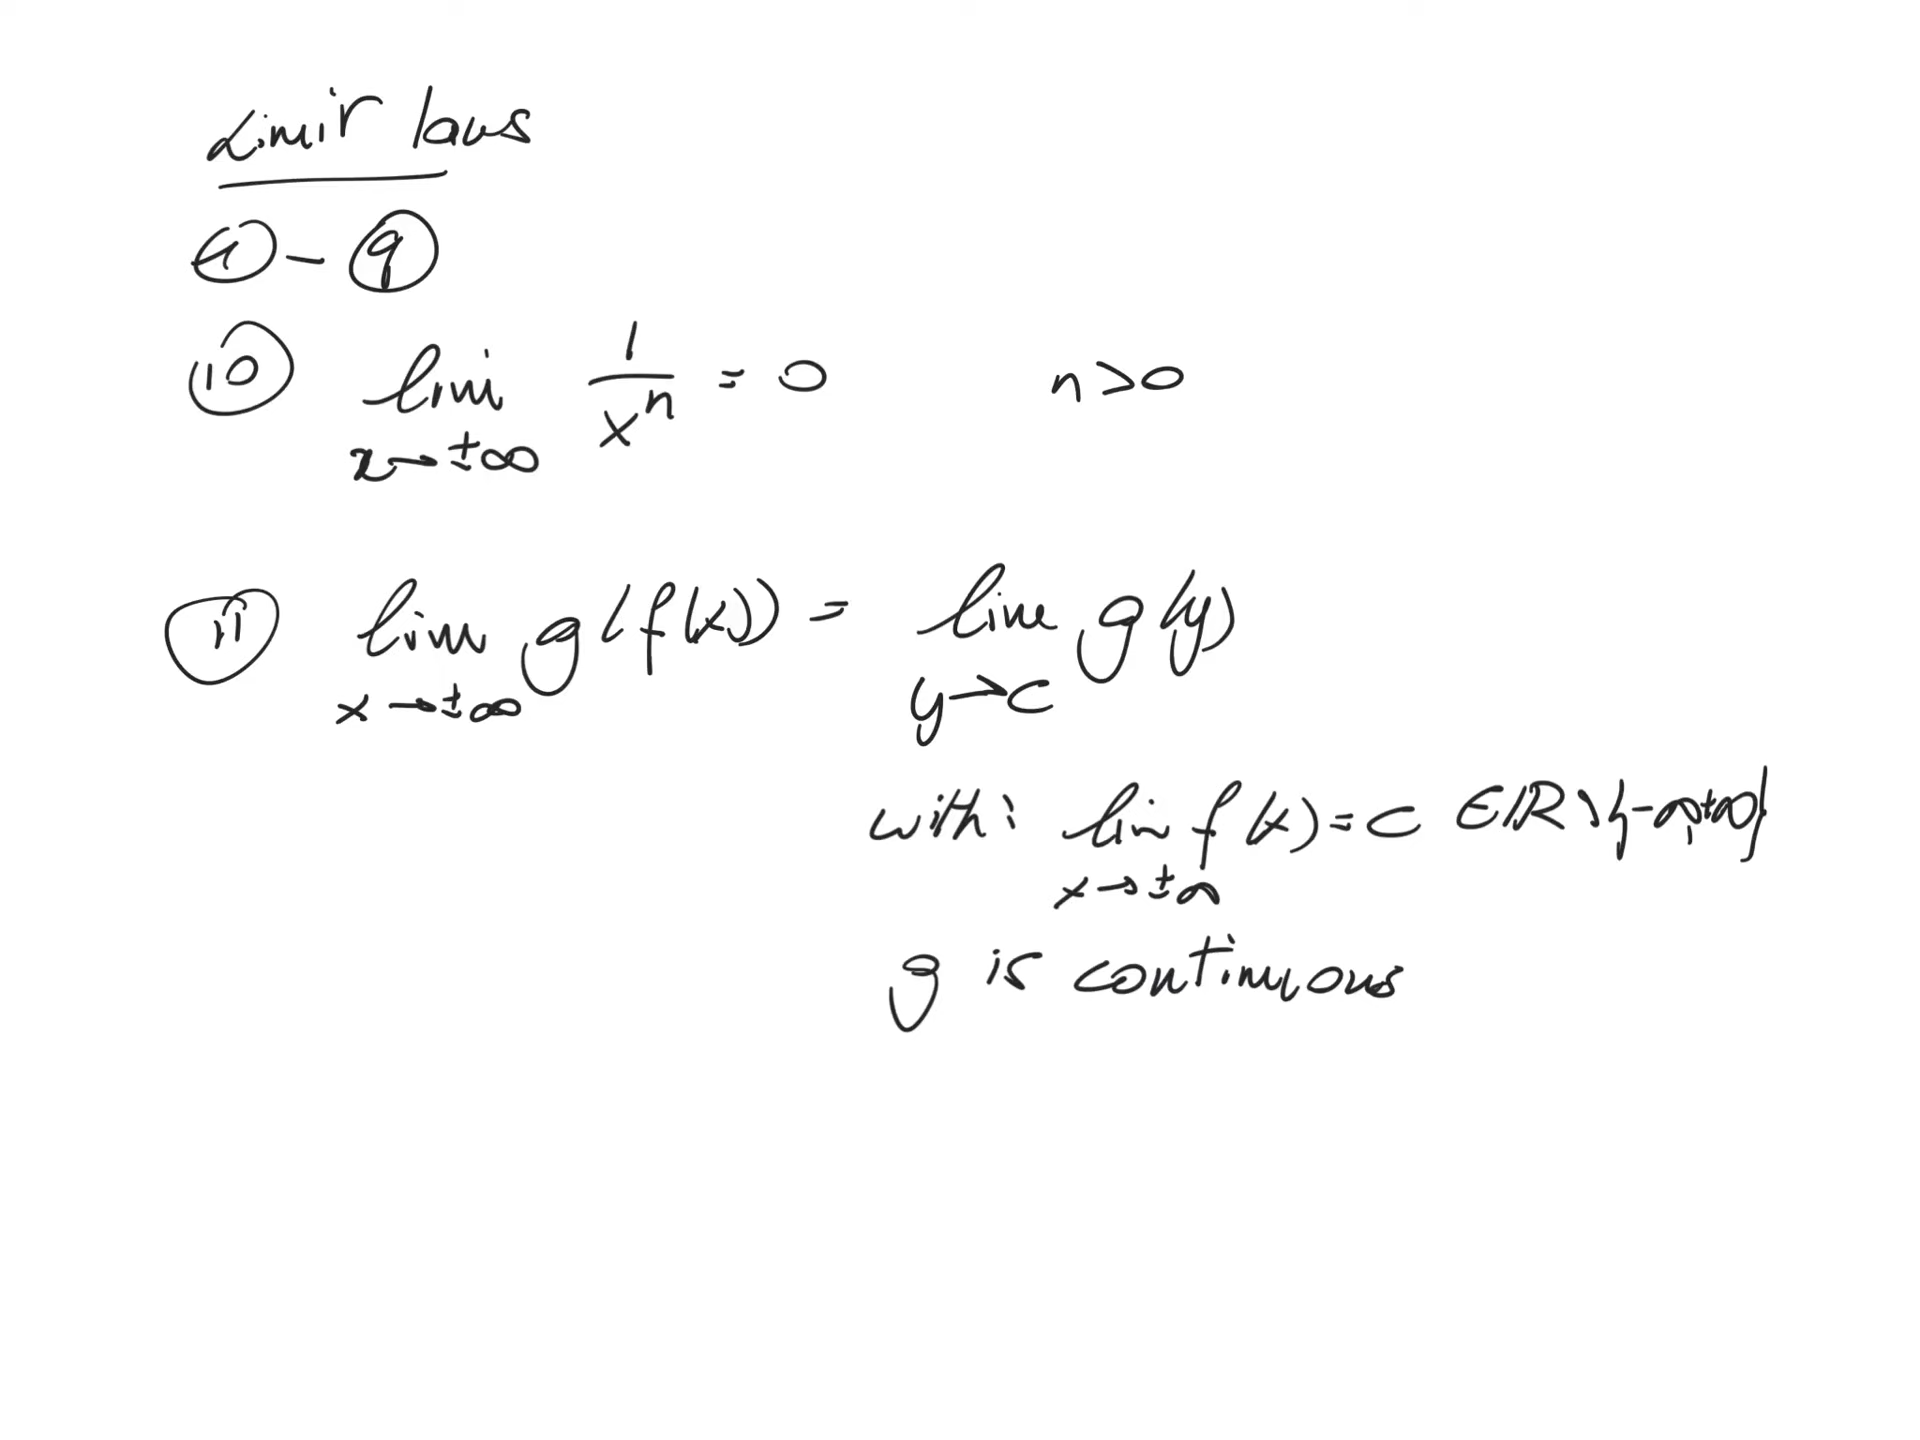 Limit laws
① - ⑨
⑩ lim x→±∞ 1/x^n = 0 n>0
⑪ lim x→±∞ g(f(x)) = lim y→c g(y)
with: lim x→±∞ f(x) = c ∈ ℝ \ {-∞,+∞}
g is continuous